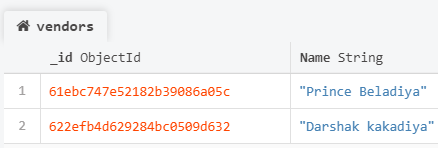 vendors
_id ObjectId Name String
1 61ebc747e52182b39086a05c "Prince Beladiya"
2 622efb4d629284bc0509d632 "Darshak kakadiya"